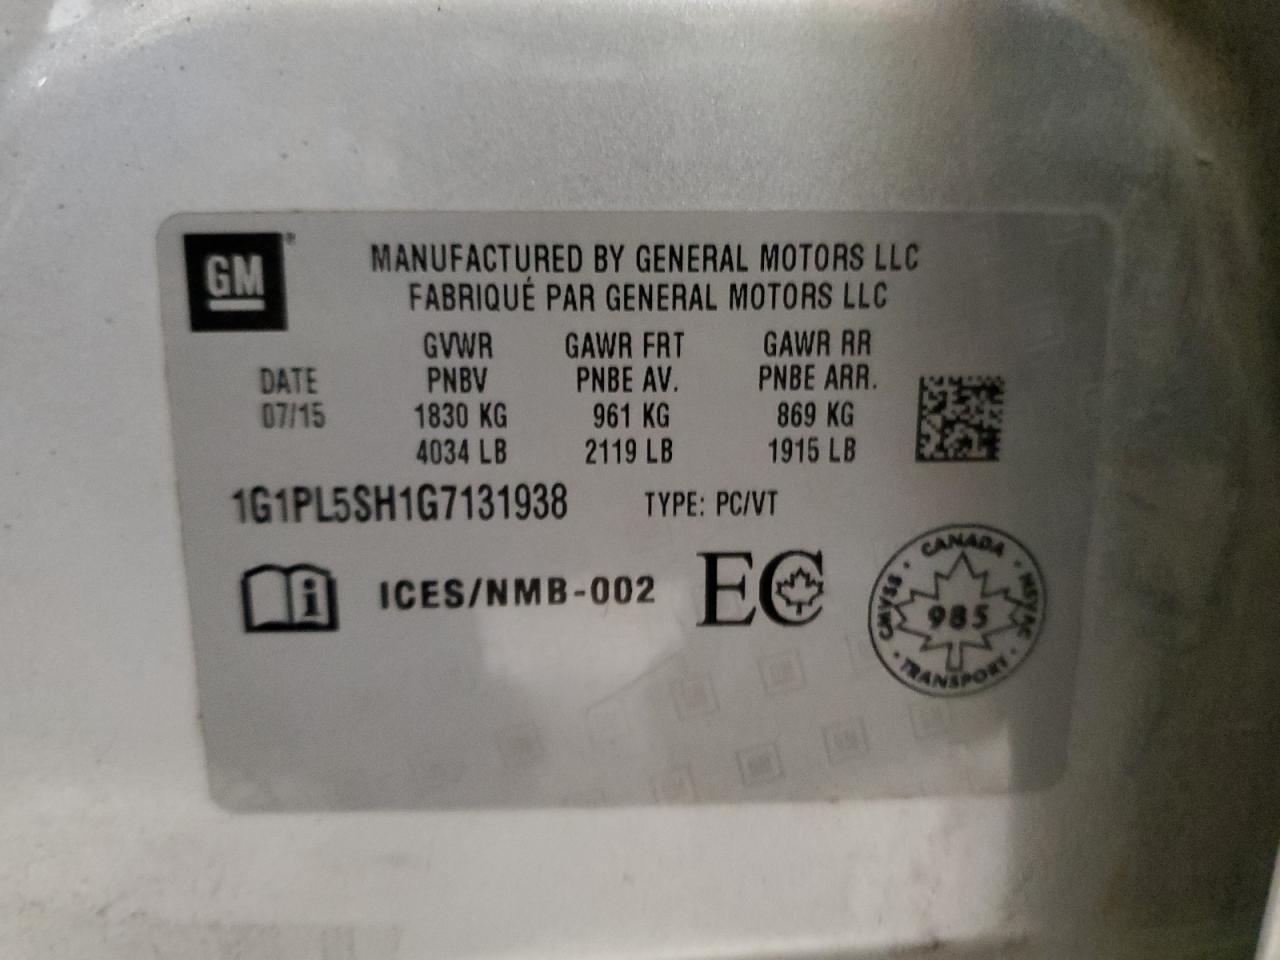 GM®
MANUFACTURED BY GENERAL MOTORS LLC
FABRIQUÉ PAR GENERAL MOTORS LLC
GVWR GAWR FRT GAWR RR
DATE PNBV PNBE AV. PNBE ARR.
07/15 1830 KG 961 KG 869 KG
4034 LB 2119 LB 1915 LB
1G1PL5SH1G7131938 TYPE: PC/VT
i ICES/NMB-002 EC
CANADA
CMVSS 985 NSVAC
TRANSPORT